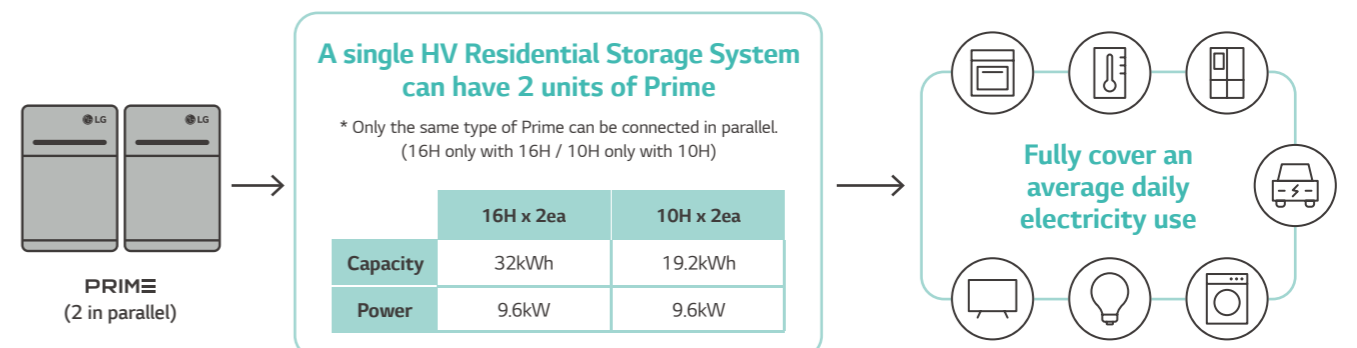 LG
LG
PRIME
(2 in parallel)
A single HV Residential Storage System
can have 2 units of Prime
* Only the same type of Prime can be connected in parallel.
(16H only with 16H / 10H only with 10H)
16H x 2ea 10H x 2ea
Capacity 32kWh 19.2kWh
Power 9.6kW 9.6kW
Fully cover an
average daily
electricity use